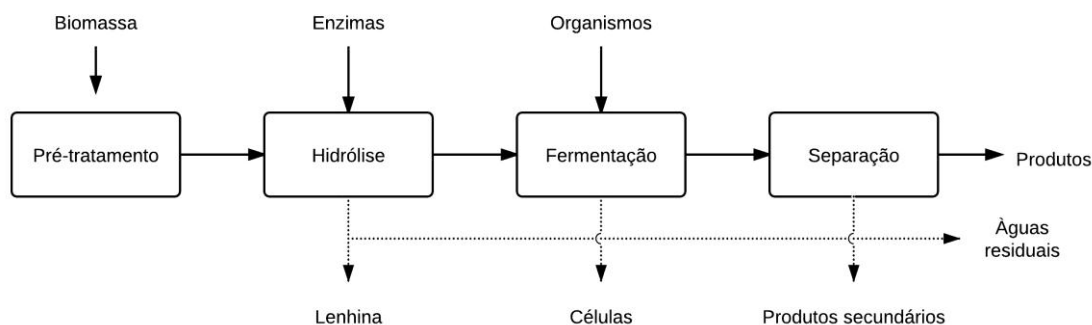 Biomassa
Enzimas
Organismos
Pré-tratamento
Hidrólise
Fermentação
Separação
Produtos
Àguas
residuais
Lenhina
Células
Produtos secundários